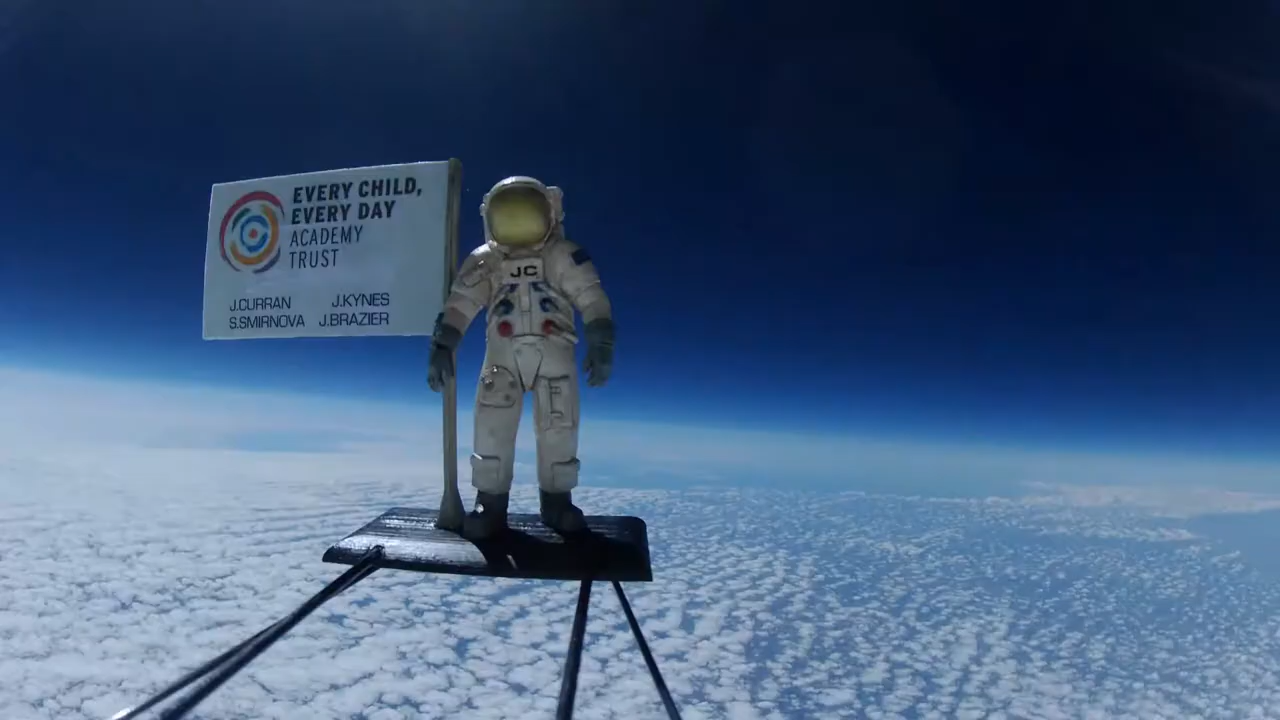 EVERY CHILD,
EVERY DAY
ACADEMY
TRUST
J.CURRAN J.KYNES
S.SMIRNOVA J.BRAZIER
JC